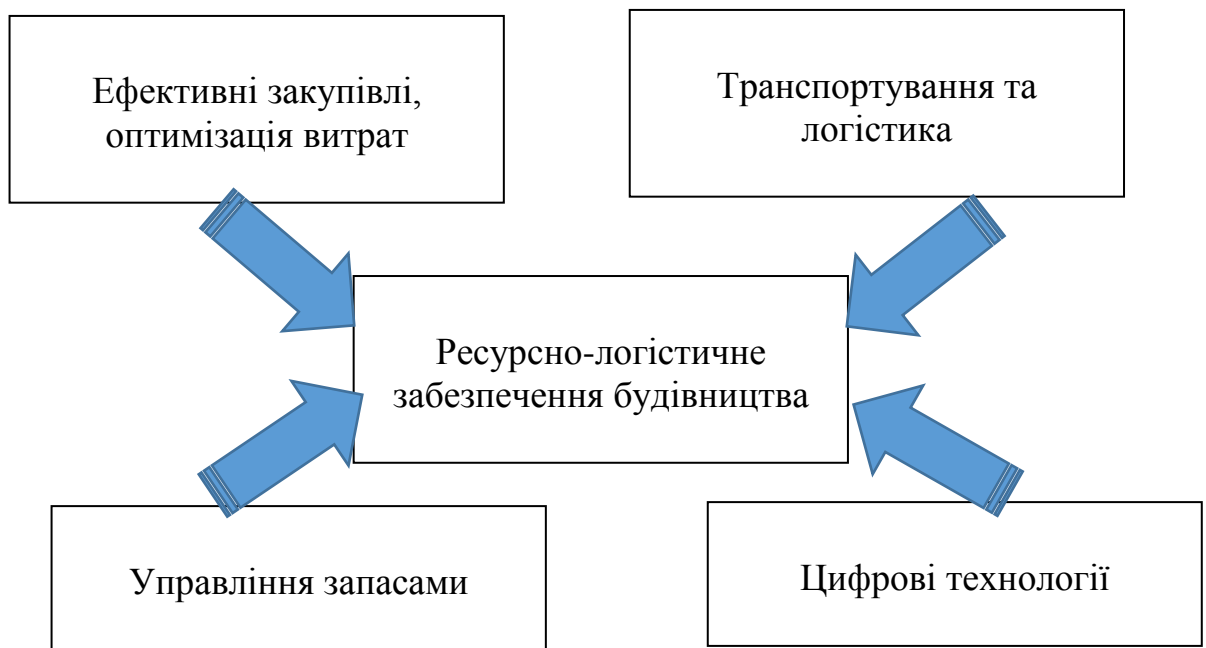 Ефективні закупівлі,
оптимізація витрат
Транспортування та
логістика
Ресурсно-логістичне
забезпечення будівництва
Управління запасами
Цифрові технології